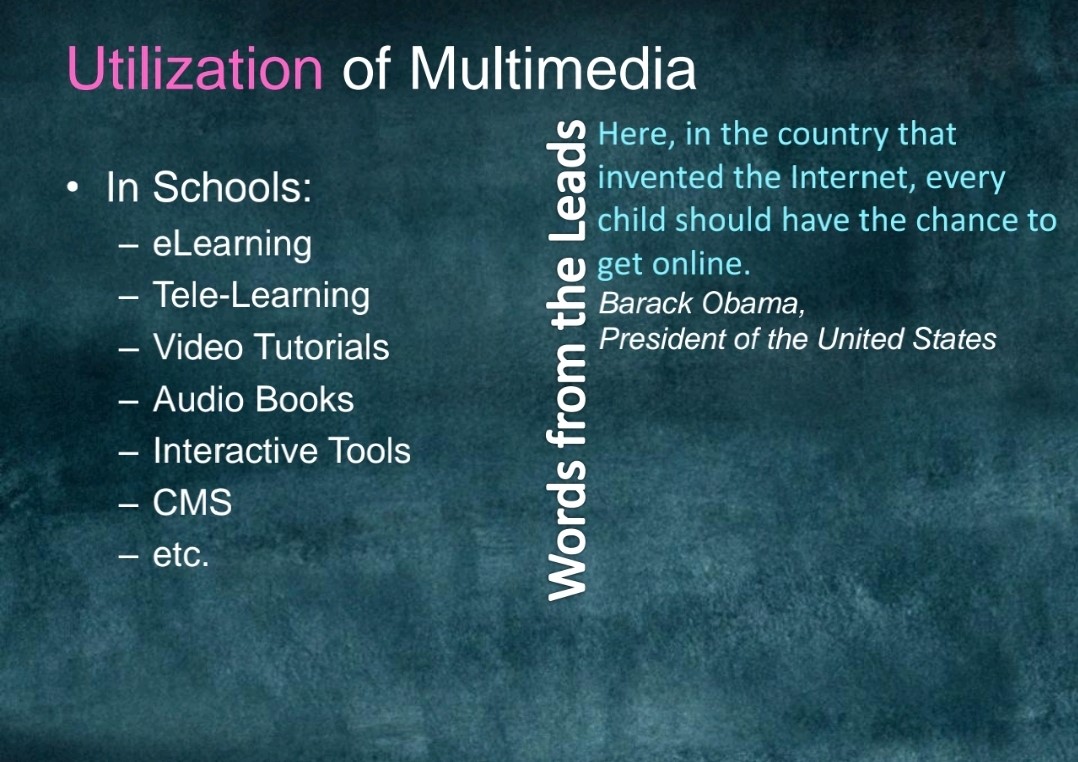 Utilization of Multimedia
• In Schools:
– eLearning
– Tele-Learning
– Video Tutorials
– Audio Books
– Interactive Tools
– CMS
– etc.
Words from the Leads
Here, in the country that
invented the Internet, every
child should have the chance to
get online.
Barack Obama,
President of the United States